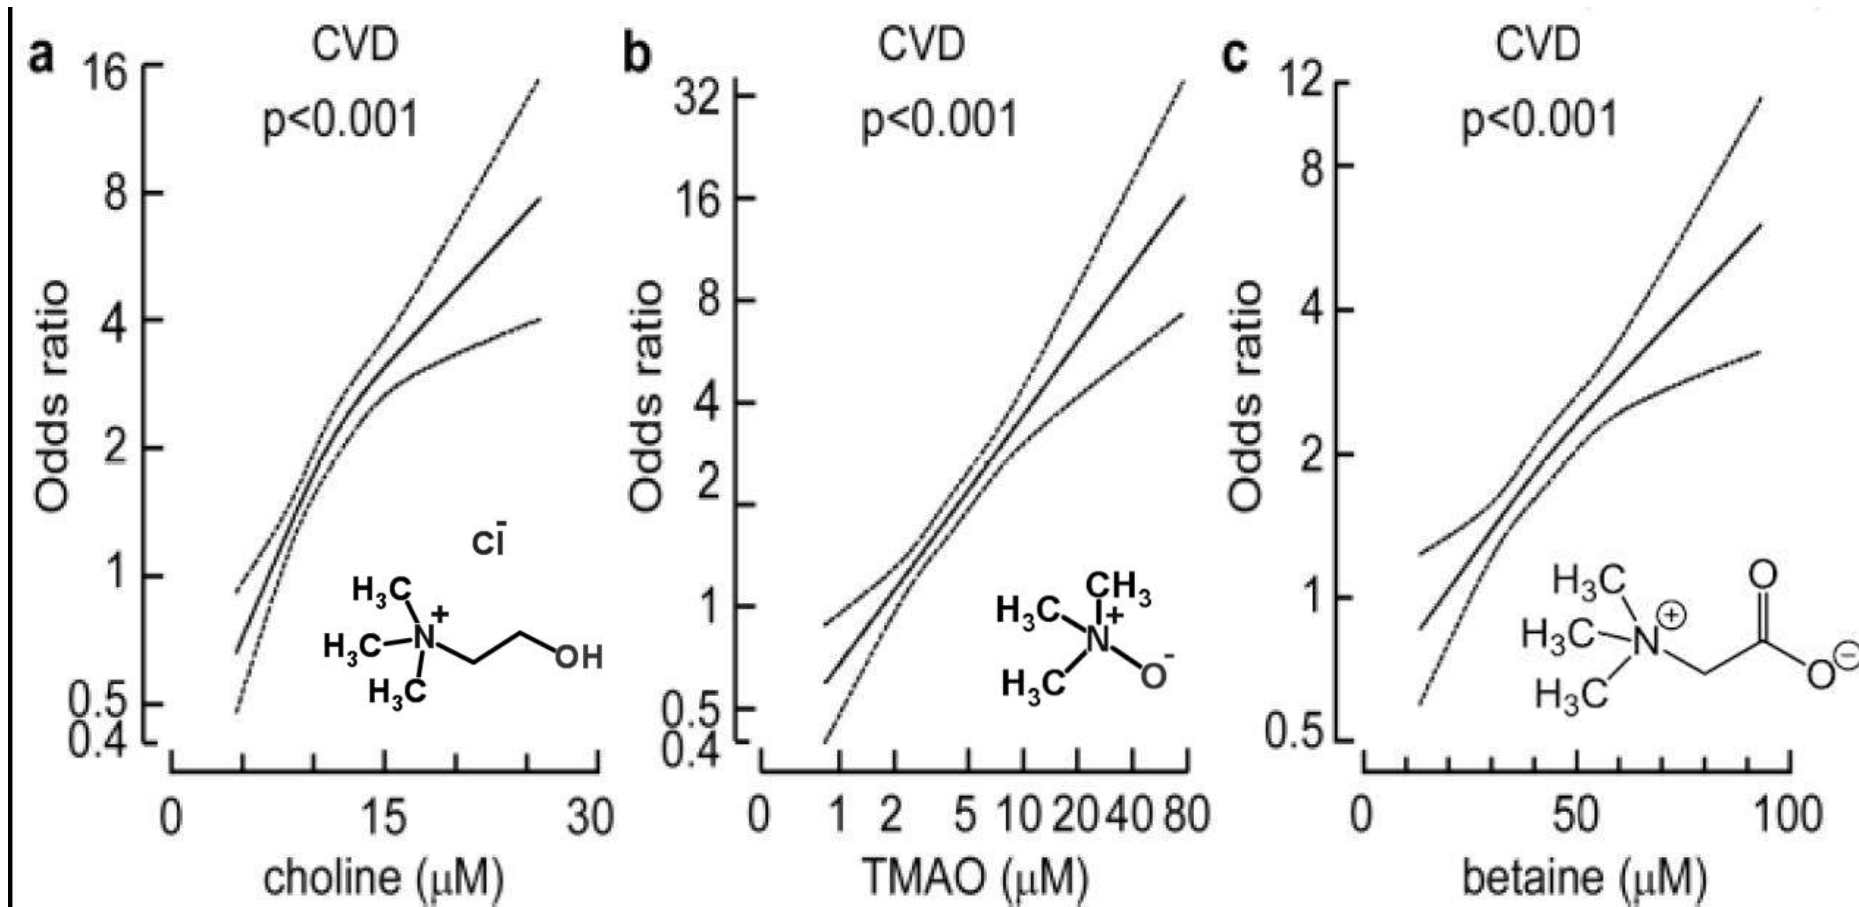 a
CVD
p<0.001
16
8
4
2
1
0.5
0.4
Odds ratio
Cl-
H3C
H3C
N+
H3C
OH
0 15 30
choline (μM)
b
CVD
p<0.001
32
16
8
4
2
1
0.5
0.4
Odds ratio
CH3
H3C
N+
H3C
O-
0 1 2 5 10 20 40 80
TMAO (μM)
c
CVD
p<0.001
12
8
4
2
1
0.5
Odds ratio
H3C
O
H3C
N⊕
H3C
O⊖
0 50 100
betaine (μM)